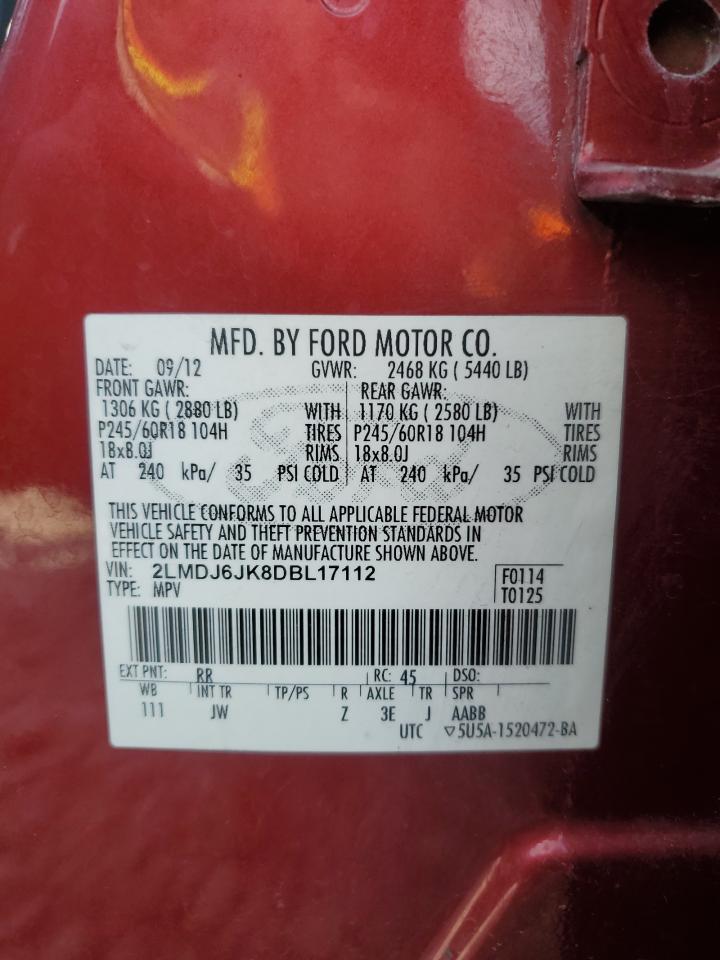 MFD. BY FORD MOTOR CO.
DATE: 09/12 GVWR: 2468 KG ( 5440 LB)
FRONT GAWR: REAR GAWR:
1306 KG ( 2880 LB) WITH 1170 KG ( 2580 LB) WITH
P245/60R18 104H TIRES P245/60R18 104H TIRES
18x8.0J RIMS 18x8.0J RIMS
AT 240 kPa/ 35 PSI COLD AT 240 kPa/ 35 PSI COLD
Ford
THIS VEHICLE CONFORMS TO ALL APPLICABLE FEDERAL MOTOR
VEHICLE SAFETY AND THEFT PREVENTION STANDARDS IN
EFFECT ON THE DATE OF MANUFACTURE SHOWN ABOVE.
VIN: 2LMDJ6JK8DBL17112 F0114
TYPE: MPV T0125
EXT PNT: RR RC: 45 DSO:
WB INT TR TP/PS R AXLE TR SPR
111 JW Z 3E J AABB
UTC ▽5U5A-1520472-BA